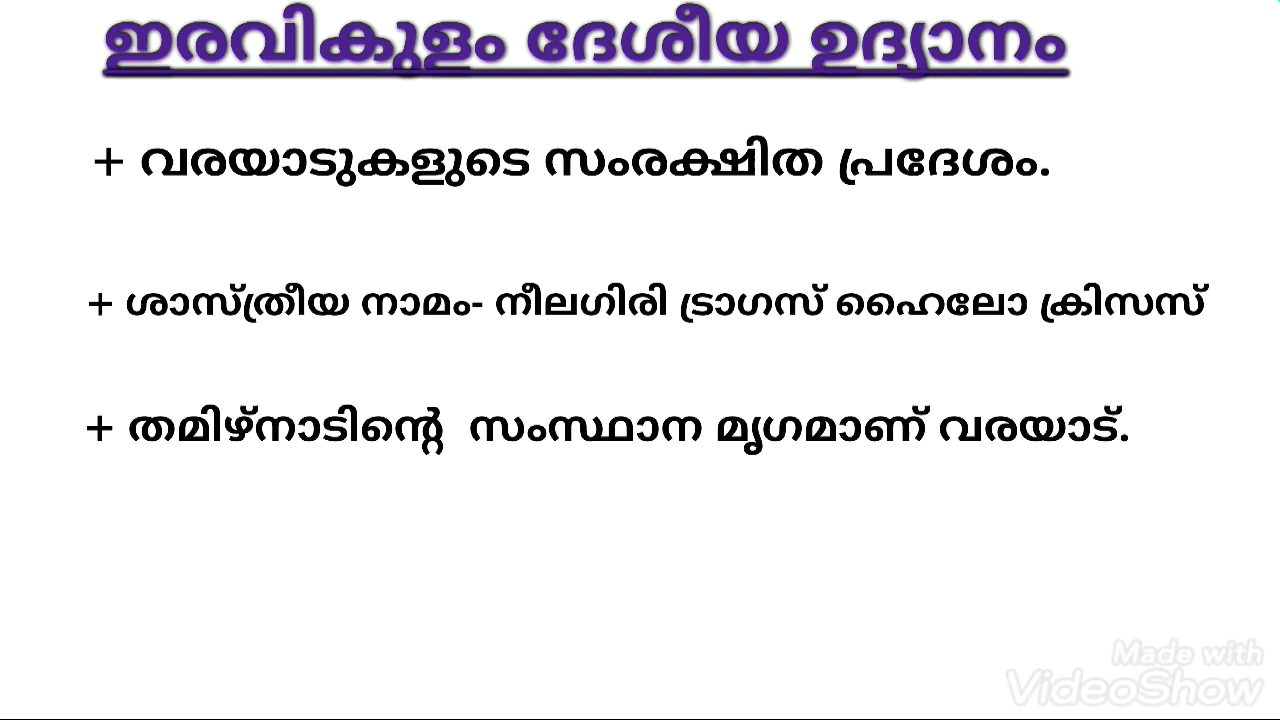 ഇരവികുളം ദേശീയ ഉദ്യാനം
+ വരയാടുകളുടെ സംരക്ഷിത പ്രദേശം.
+ ശാസ്ത്രീയ നാമം- നീലഗിരി ട്രാഗസ് ഹൈലോ ക്രിസസ്
+ തമിഴ്നാടിന്റെ സംസ്ഥാന മൃഗമാണ് വരയാട്.
Made with
VideoShow